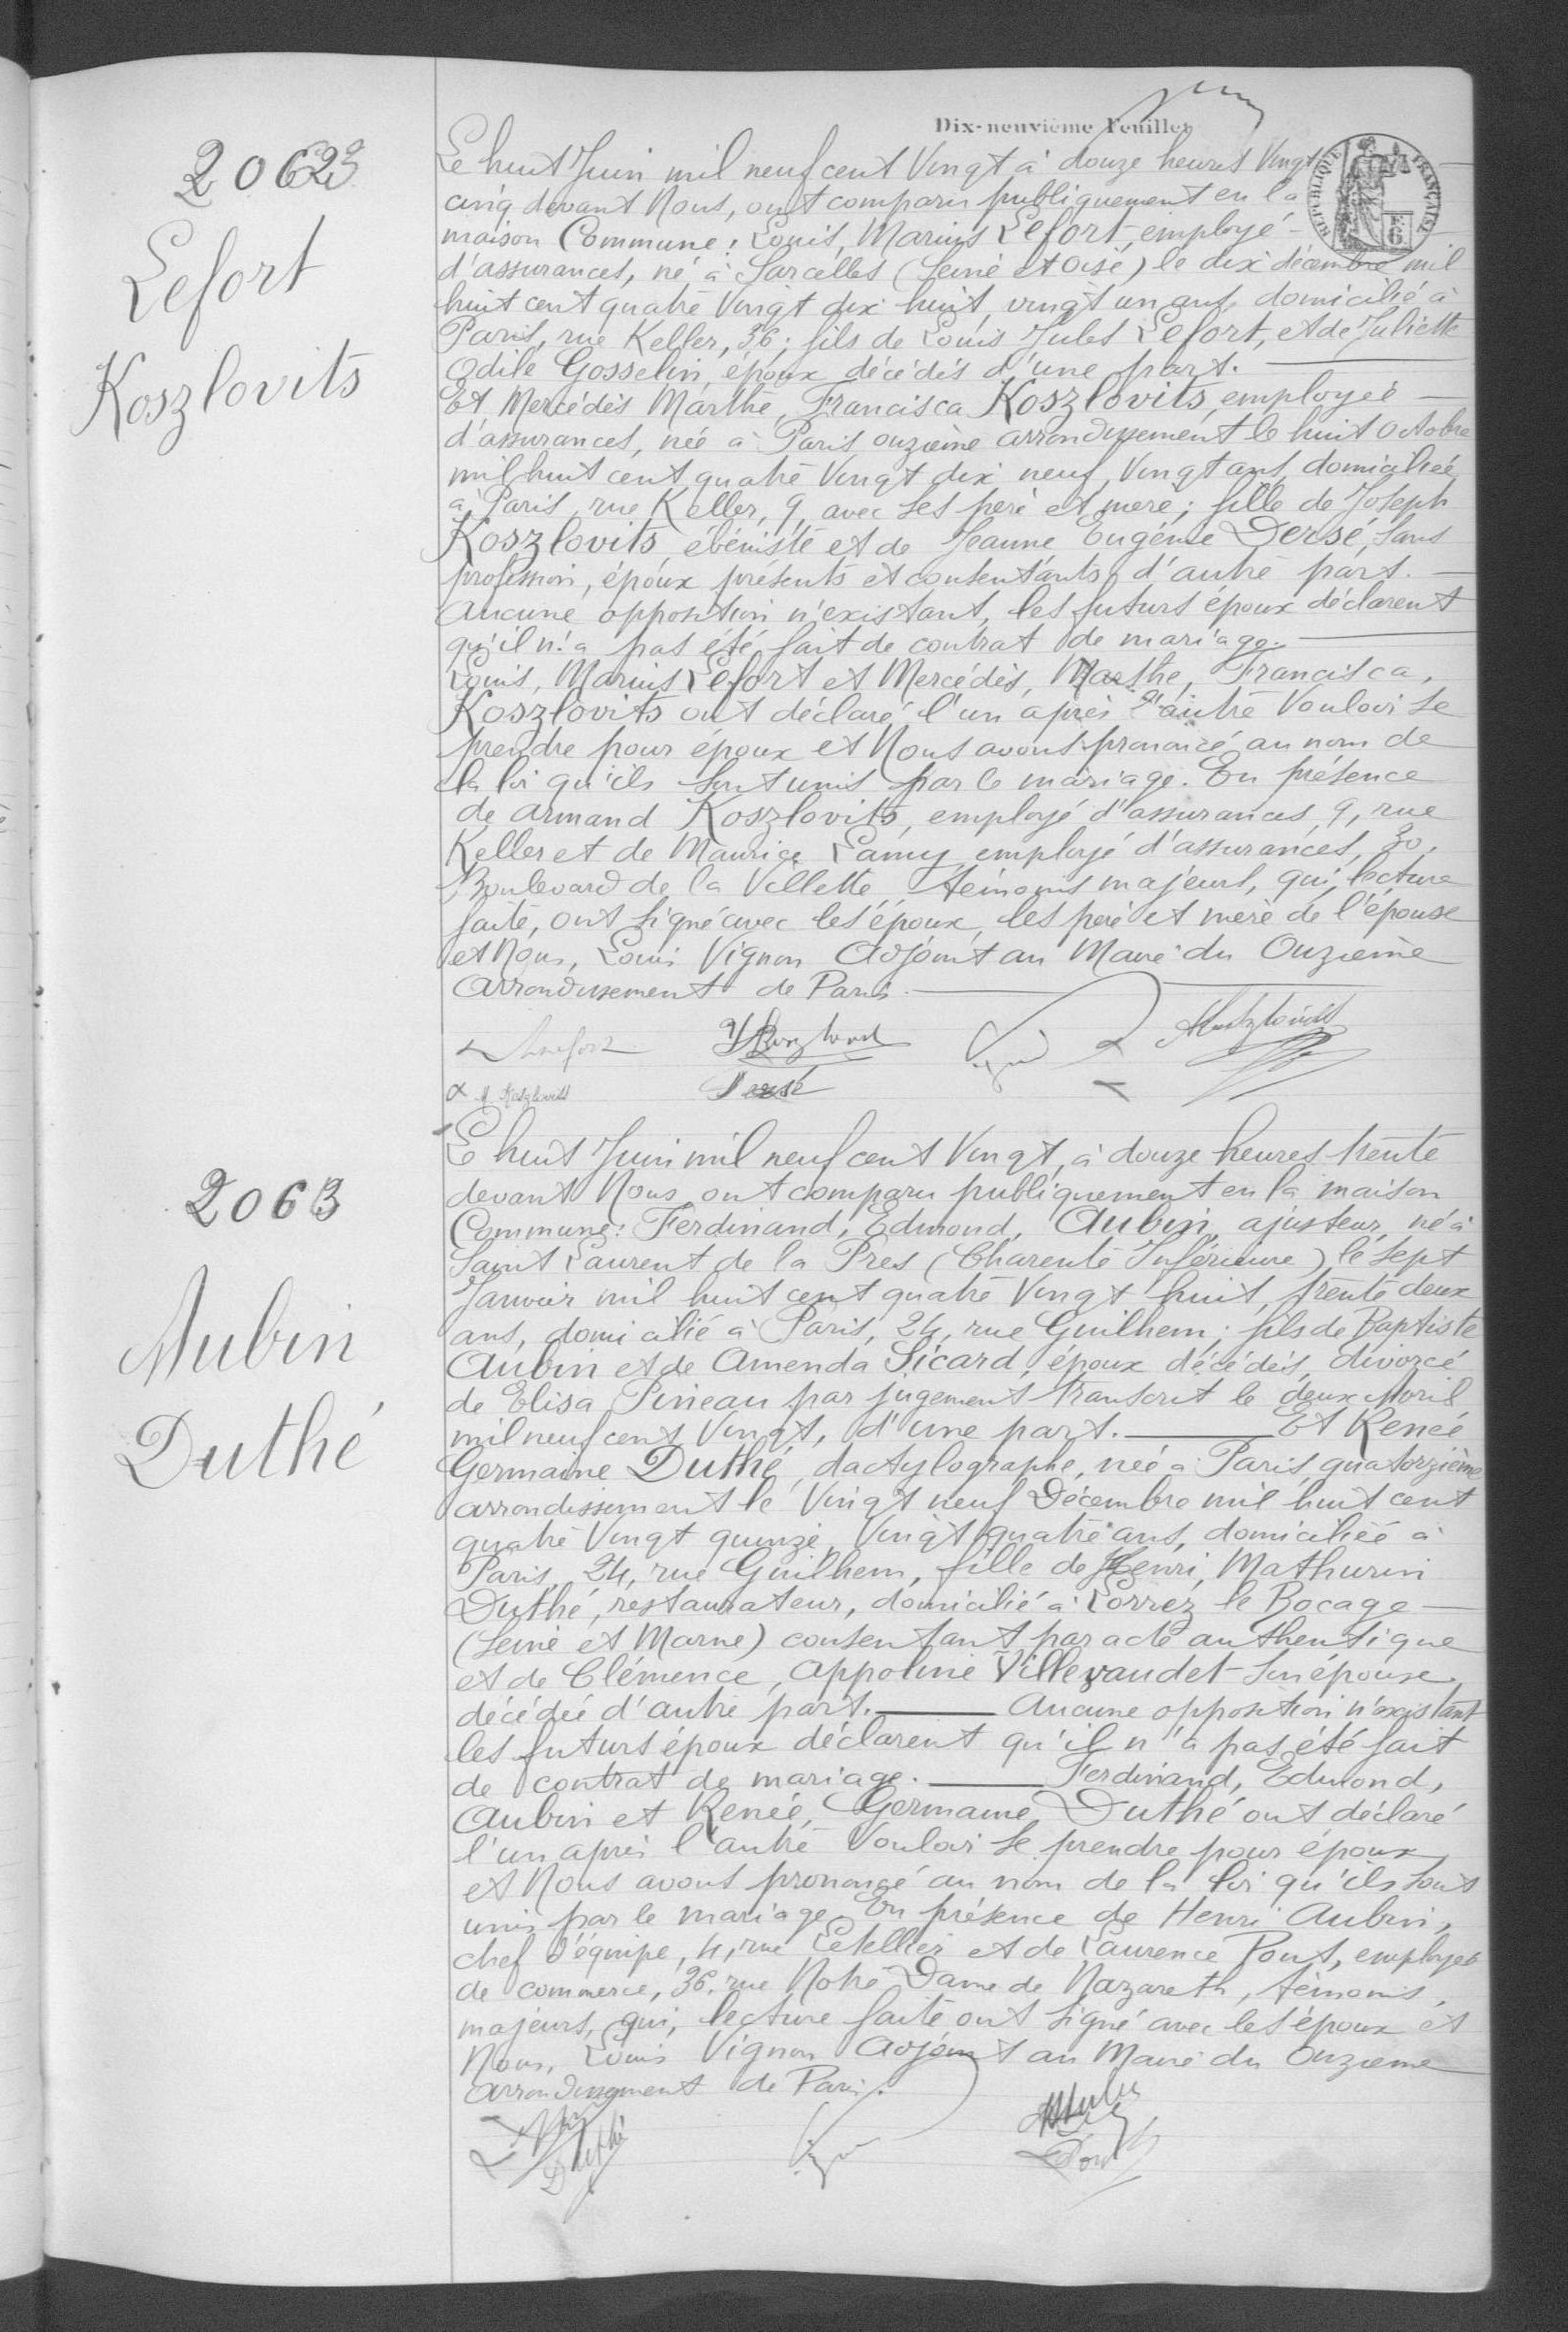 Dix-neuvième Feuillet
RÉPUBLIQUE FRANÇAISE
2062
Lefort
Koszlovits
Le huit Juin mil neuf cent Vingt à douze heures Vingt
cinq devant Nous, ont comparu publiquement en la
maison Commune: Louis, Marius Lefort, employé
d'assurances, né à Sarcelles (Seine et Oise) le dix décembre mil
huit cent quatre Vingt dix huit, vingt un ans, domicilié à
Paris, rue Keller, 36; fils de Louis Jules Lefort, et de Juliette
Odile Gosselin, époux décédés d'une part.
Et Mercédès Marthe, Francisca Koszlovits, employée
d'assurances, née à Paris, onzième arrondissement le huit Octobre
mil huit cent quatre Vingt dix neuf, Vingt ans, domiciliée
à Paris, rue Keller, 9, avec ses père et mère; fille de Joseph
Koszlovits, ébéniste et de Jeanne Eugénie Dersé, sans
profession, époux présents et consentants, d'autre part.
Aucune opposition n'existant, les futurs époux déclarent
qu'il n'a pas été fait de contrat de mariage.
Louis, Marius Lefort et Mercédès, Marthe, Francisca,
Koszlovits ont déclaré l'un après l'autre Vouloir se
prendre pour époux et Nous avons prononcé au nom de
la loi qu'ils sont unis par le mariage. En présence
de Armand Koszlovits, employé d'assurances, 9, rue
Keller et de Maurice Lamy, employé d'assurances, 30,
Boulevard de la Villette, témoins majeurs, qui, lecture
faite, ont signé avec les époux, les père et mère de l'épouse
et Nous, Louis Vignon Adjoint au Maire du Onzième
arrondissement de Paris.
Lefort
M. Koszlovits
Dersé
2063
Aubin
Duthé
Le huit Juin mil neuf cent Vingt, à douze heures trente
devant Nous ont comparu publiquement en la maison
Commune: Ferdinand, Edmond, Aubin, ajusteur, né à
Saint Laurent de la Prés (Charente Inférieure) le sept
Janvier mil huit cent quatre Vingt huit, trente deux
ans, domicilié à Paris, 24, rue Guilhem; fils de Baptiste
Aubin et de Amenda Sicard, époux décédés, divorcé
de Elisa Pineau par jugement transcrit le deux Avril
mil neuf cent Vingt, d'une part. Et Renée
Germaine Duthé, dactylographe, née à Paris, quatorzième
arrondissement le Vingt neuf Décembre mil huit cent
quatre Vingt quinze, Vingt quatre ans, domiciliée à
Paris, 24, rue Guilhem, fille de Henri, Mathurin
Duthé, restaurateur, domicilié à Lorrez le Bocage
(Seine et Marne) consentant par acte authentique
et de Clémence, Appoline Villevaudet son épouse
décédée d'autre part. Aucune opposition n'existant
les futurs époux déclarent qu'il n'a pas été fait
de contrat de mariage. Ferdinand, Edmond,
Aubin et Renée, Germaine, Duthé ont déclaré
l'un après l'autre Vouloir se prendre pour époux
et Nous avons prononcé au nom de la loi qu'ils sont
unis par le mariage. En présence de Henri Aubin,
chef d'équipe, 4, rue Letellier et de Laurence Pont, employée
de commerce, 36, rue Notre Dame de Nazareth, témoins,
majeurs, qui, lecture faite ont signé avec les époux et
Nous, Louis Vignon Adjoint au Maire du Onzième
arrondissement de Paris.
Duthé